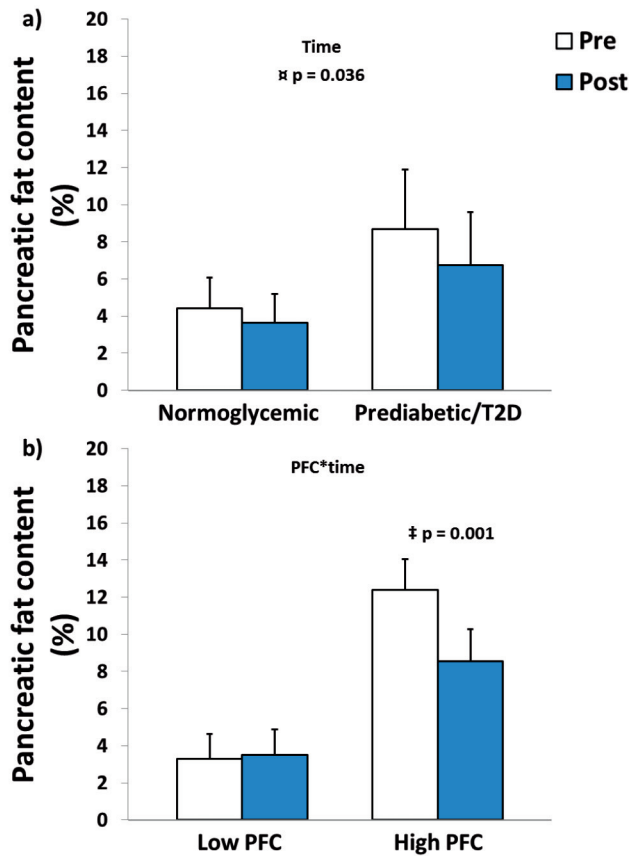 a)
Pancreatic fat content
(%)
20
18
16
14
12
10
8
6
4
2
0
Time
¤ p = 0.036
Pre
Post
Normoglycemic Prediabetic/T2D
b)
Pancreatic fat content
(%)
20
18
16
14
12
10
8
6
4
2
0
PFC*time
‡ p = 0.001
Low PFC High PFC